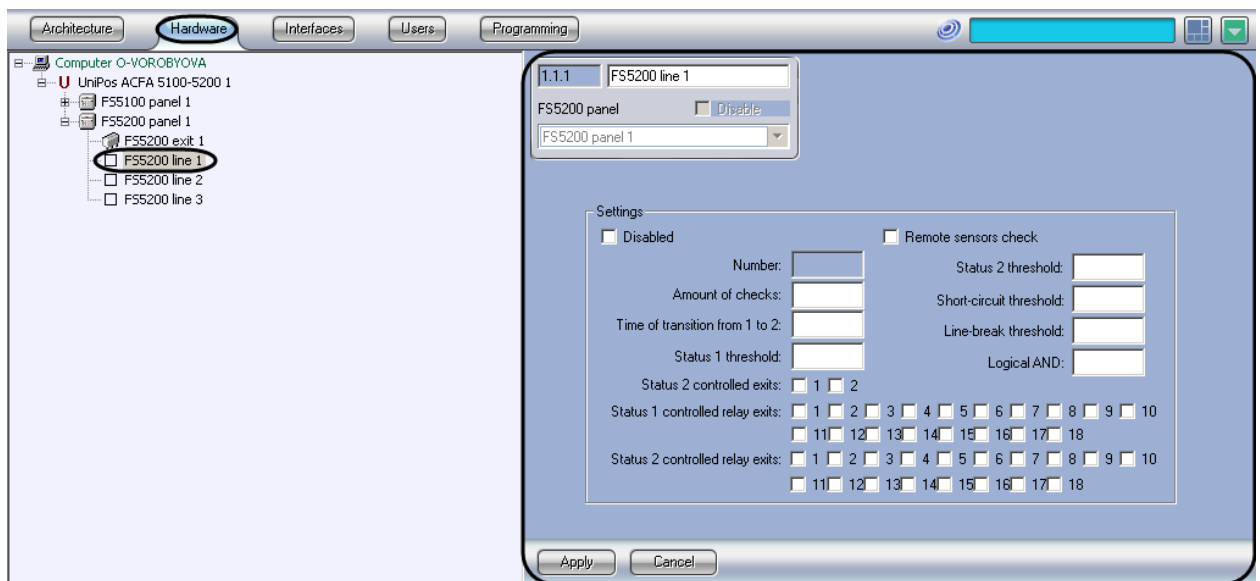 Architecture Hardware Interfaces Users Programming
Computer O-VOROBYOVA
UniPos ACFA 5100-5200 1
FS5100 panel 1
FS5200 panel 1
FS5200 exit 1
FS5200 line 1
FS5200 line 2
FS5200 line 3
1.1.1 FS5200 line 1
FS5200 panel Disable
FS5200 panel 1
Settings
Disabled Remote sensors check
Number: Status 2 threshold:
Amount of checks: Short-circuit threshold:
Time of transition from 1 to 2: Line-break threshold:
Status 1 threshold: Logical AND:
Status 2 controlled exits: 1 2
Status 1 controlled relay exits: 1 2 3 4 5 6 7 8 9 10
11 12 13 14 15 16 17 18
Status 2 controlled relay exits: 1 2 3 4 5 6 7 8 9 10
11 12 13 14 15 16 17 18
Apply Cancel